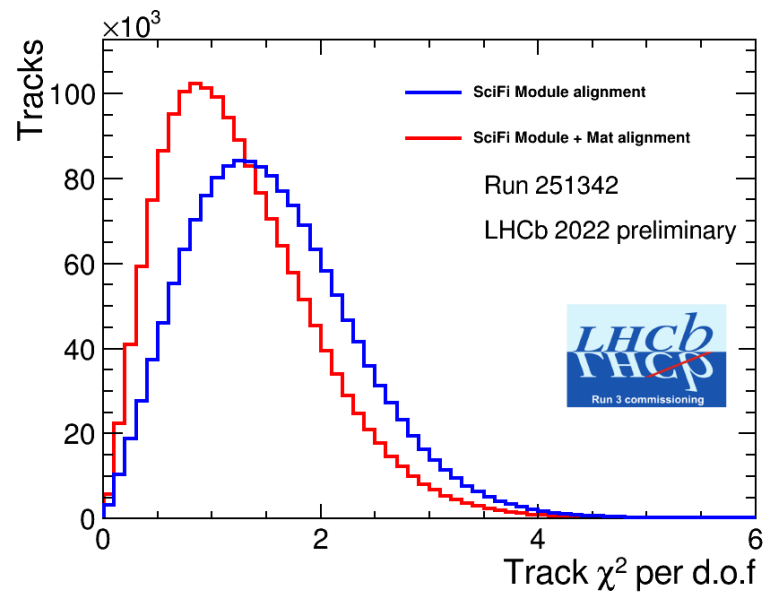 ×10³
Tracks
100
80
60
40
20
0
0
2
4
6
Track χ² per d.o.f
SciFi Module alignment
SciFi Module + Mat alignment
Run 251342
LHCb 2022 preliminary
LHCb
LHCb
Run 3 commissioning